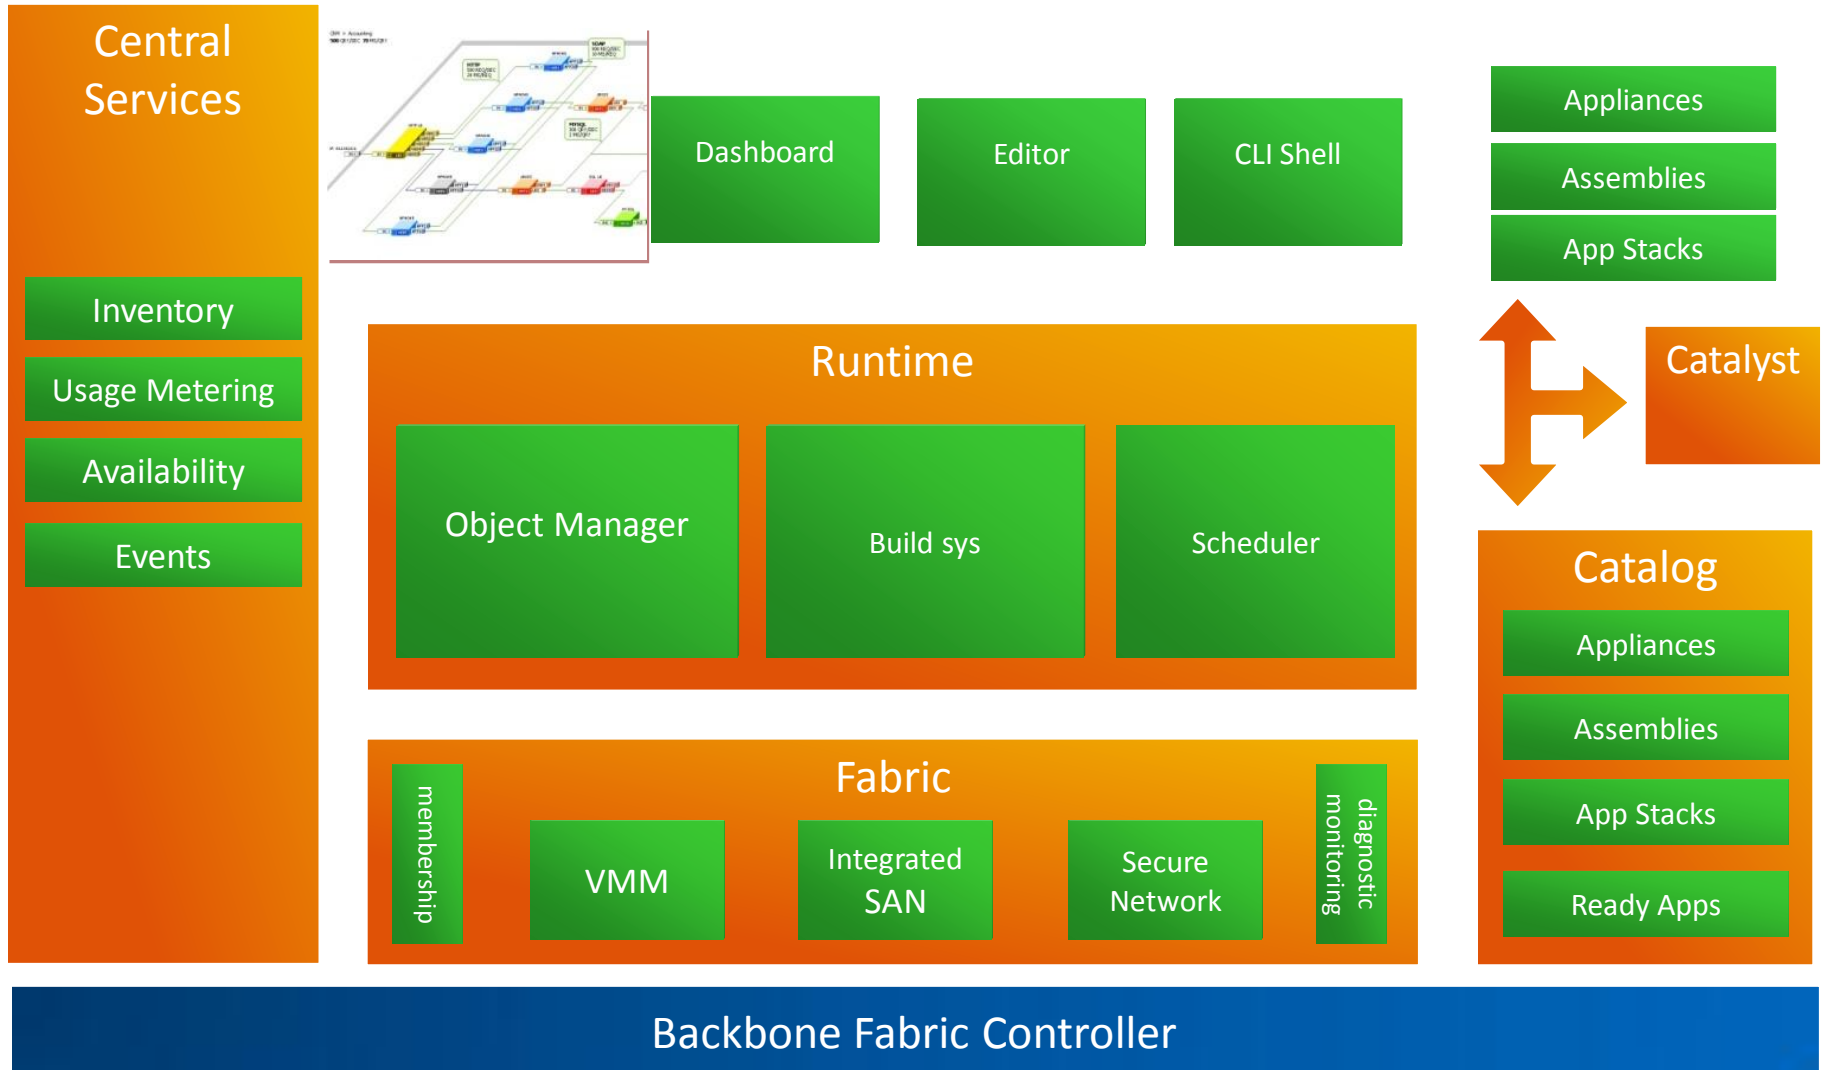 Central
Services
Inventory
Usage Metering
Availability
Events
Dashboard
Editor
CLI Shell
Appliances
Assemblies
App Stacks
Runtime
Object Manager
Build sys
Scheduler
Catalyst
Fabric
membership
VMM
Integrated
SAN
Secure
Network
diagnostic
monitoring
Catalog
Appliances
Assemblies
App Stacks
Ready Apps
Backbone Fabric Controller